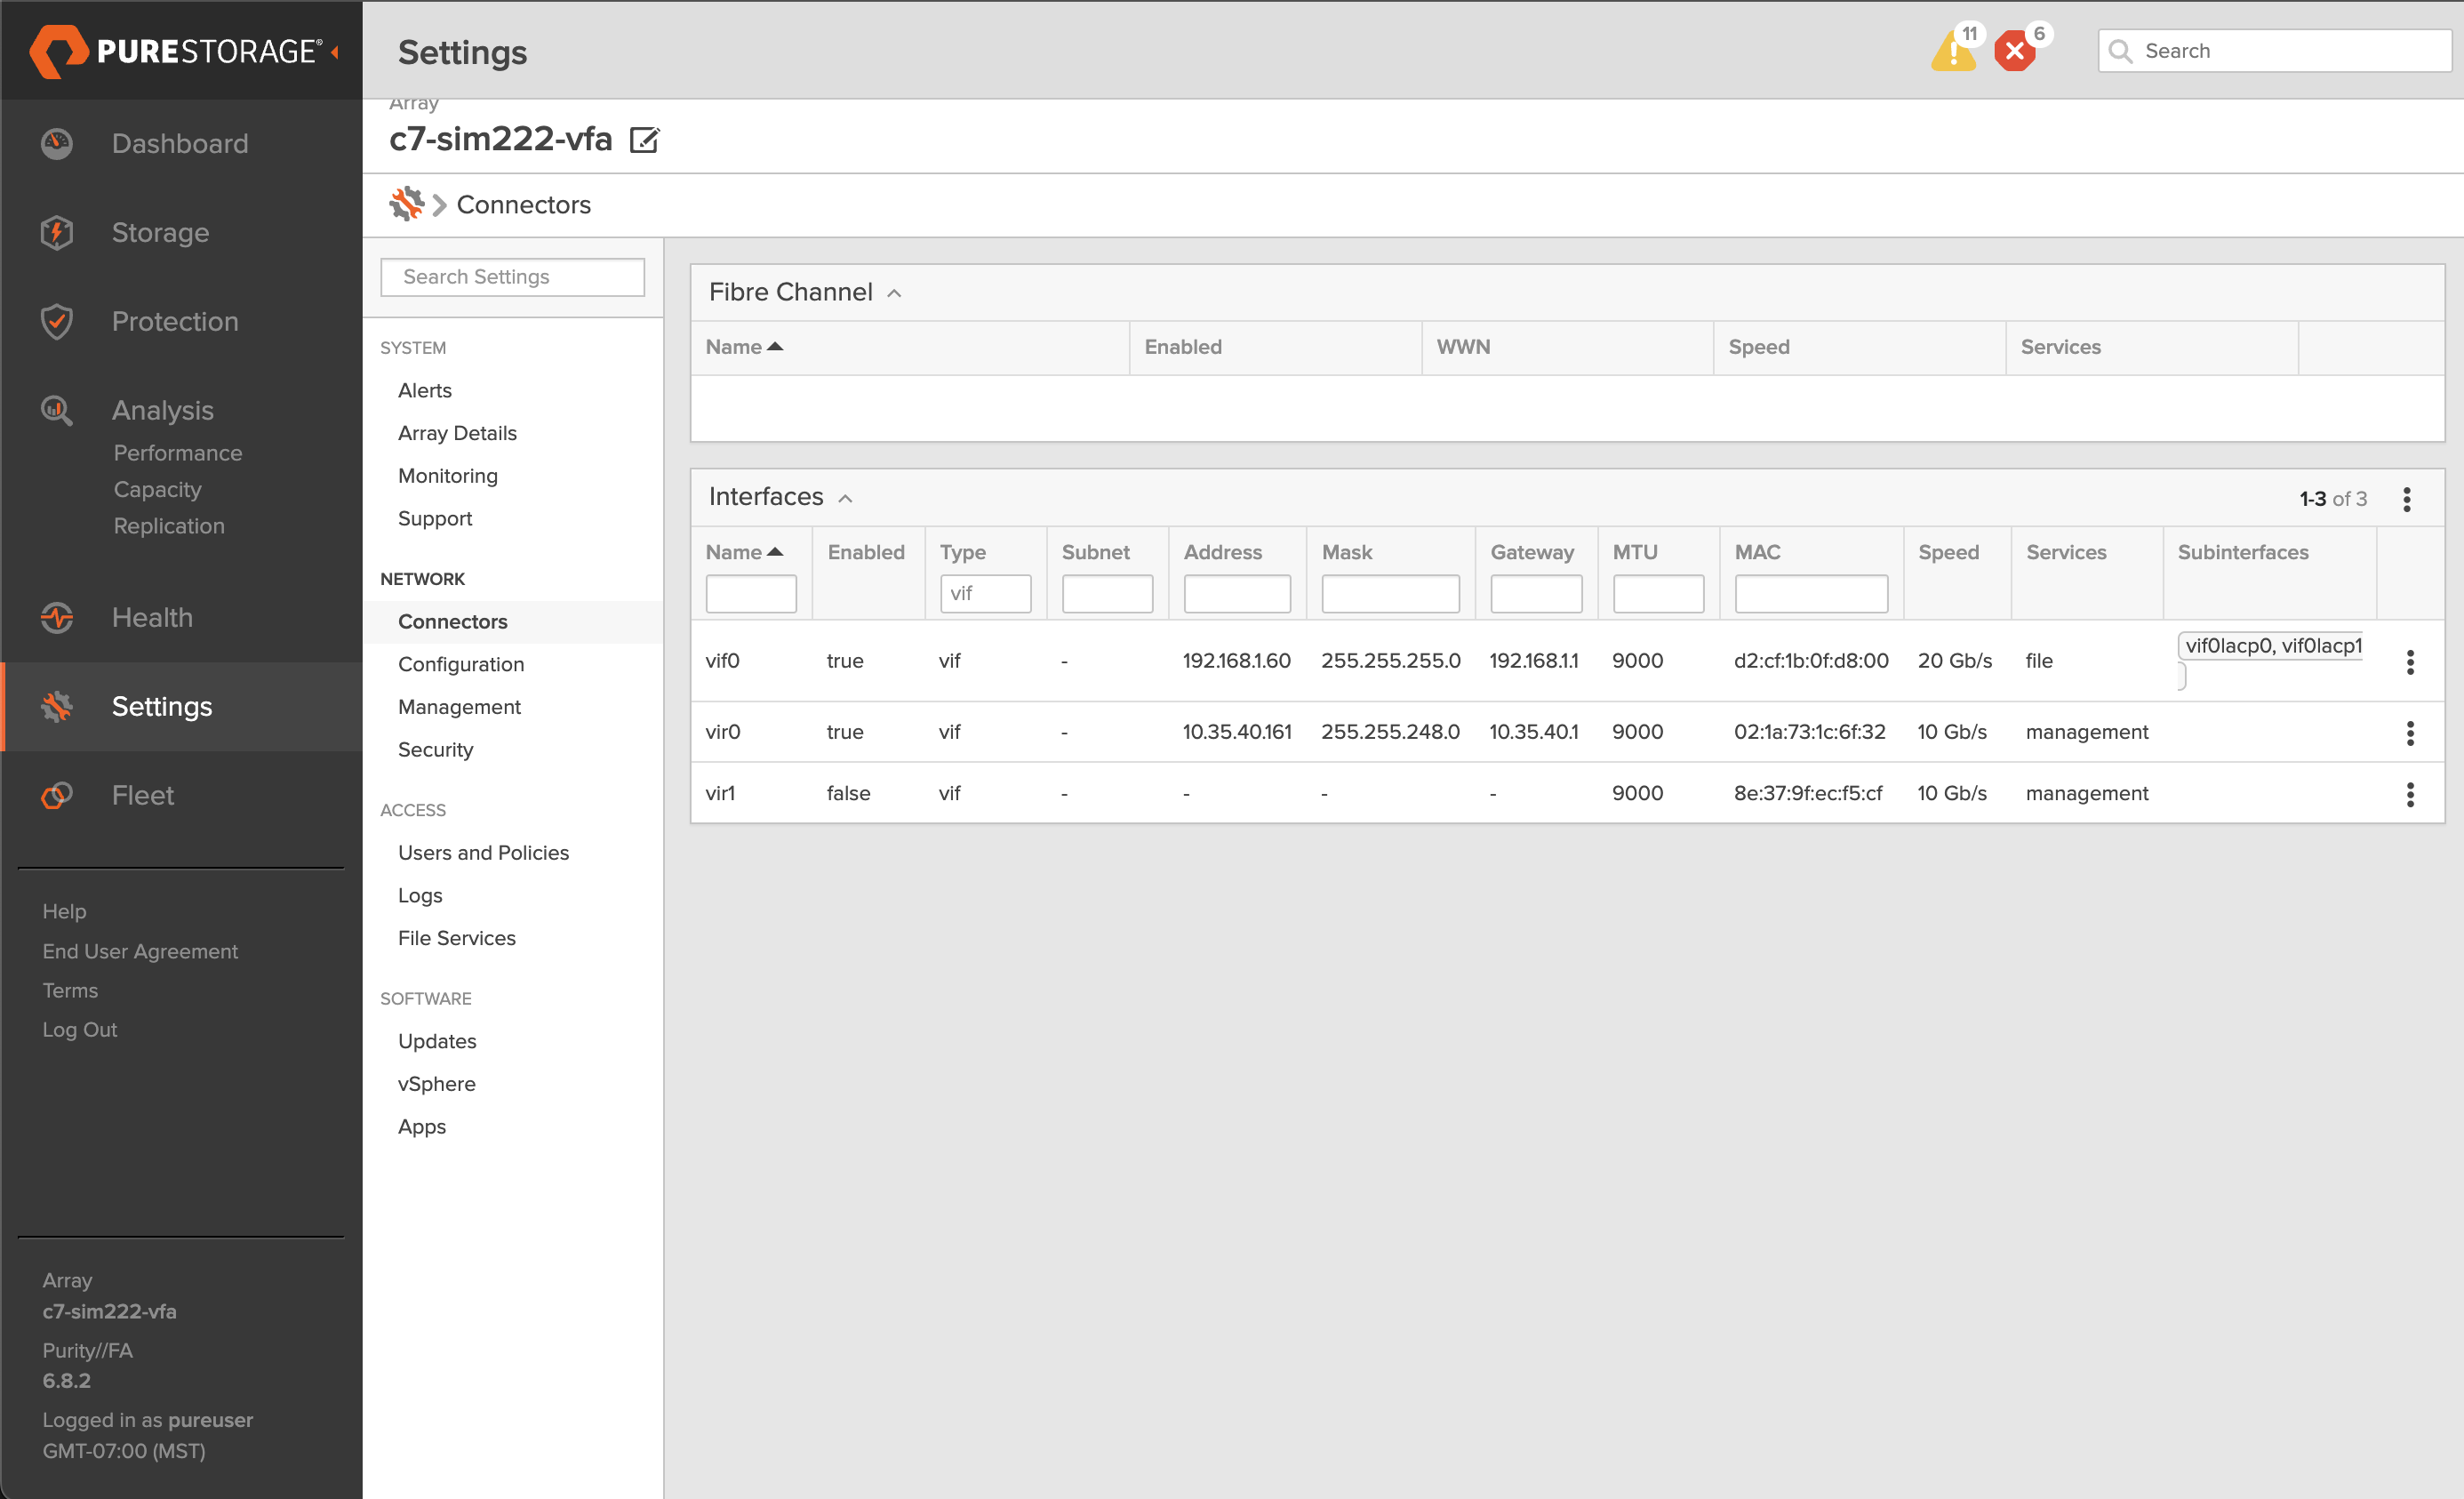 PURESTORAGE®
Settings
11
6
Search
Array
c7-sim222-vfa
Connectors
Dashboard
Storage
Protection
Analysis
Performance
Capacity
Replication
Health
Settings
Fleet
Help
End User Agreement
Terms
Log Out
Array
c7-sim222-vfa
Purity//FA
6.8.2
Logged in as pureuser
GMT-07:00 (MST)
Search Settings
SYSTEM
Alerts
Array Details
Monitoring
Support
NETWORK
Connectors
Configuration
Management
Security
ACCESS
Users and Policies
Logs
File Services
SOFTWARE
Updates
vSphere
Apps
Fibre Channel
Name Enabled WWN Speed Services
Interfaces 1-3 of 3
Name Enabled Type Subnet Address Mask Gateway MTU MAC Speed Services Subinterfaces
vif
vif0 true vif - 192.168.1.60 255.255.255.0 192.168.1.1 9000 d2:cf:1b:0f:d8:00 20 Gb/s file vif0lacp0, vif0lacp1
vir0 true vif - 10.35.40.161 255.255.248.0 10.35.40.1 9000 02:1a:73:1c:6f:32 10 Gb/s management
vir1 false vif - - - - 9000 8e:37:9f:ec:f5:cf 10 Gb/s management